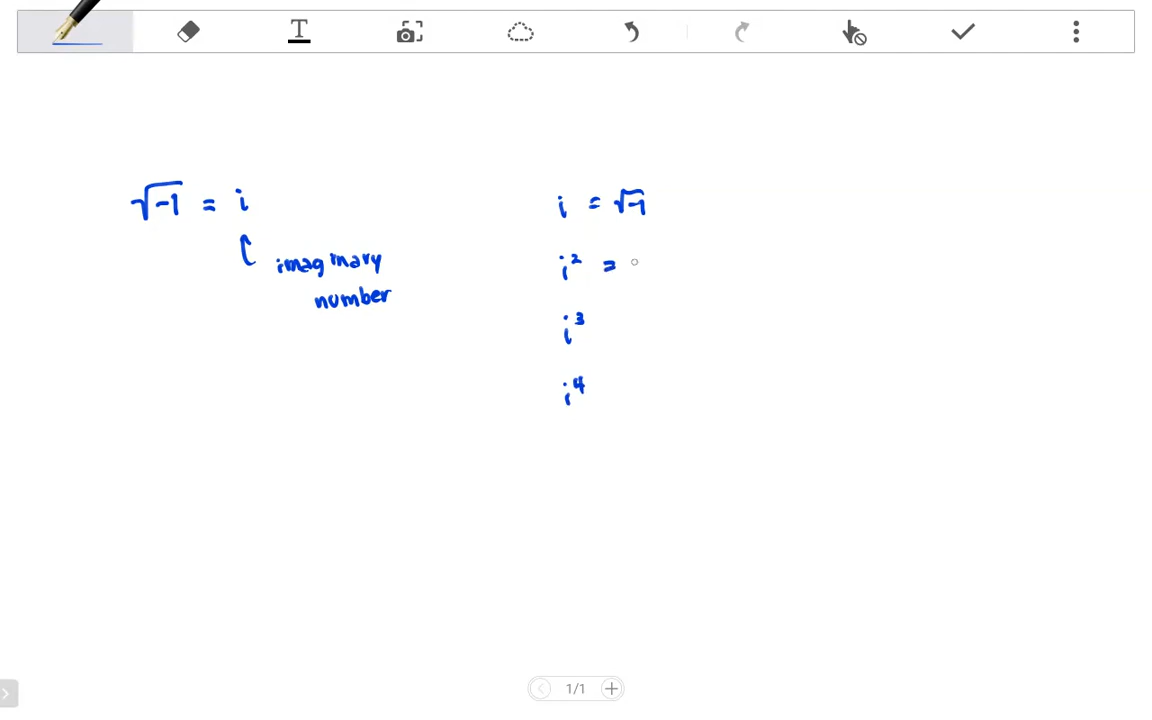 T
√-1 = i
imaginary
number
i = √-1
i² =
i³
i⁴
1/1